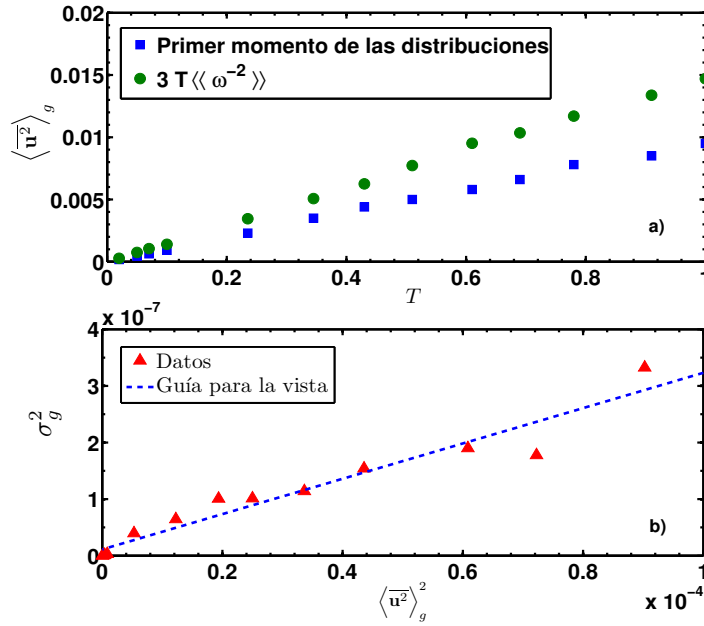 0.02
0.015
0.01
0.005
0
⟨u̅²⟩g
Primer momento de las distribuciones
3 T⟨⟨ ω⁻² ⟩⟩
a)
0 0.2 0.4 0.6 0.8 1
T
x 10⁻⁷
4
3
2
1
0
σ²g
Datos
Guía para la vista
b)
0 0.2 0.4 0.6 0.8 1
⟨u̅²⟩²g
x 10⁻⁴